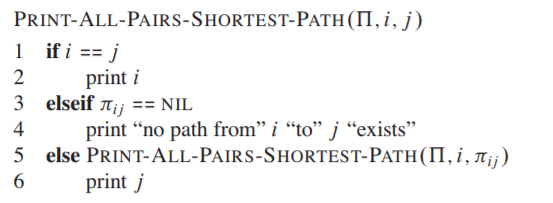 PRINT-ALL-PAIRS-SHORTEST-PATH(Π, i, j)
1 if i == j
2 print i
3 elseif πij == NIL
4 print “no path from” i “to” j “exists”
5 else PRINT-ALL-PAIRS-SHORTEST-PATH(Π, i, πij)
6 print j